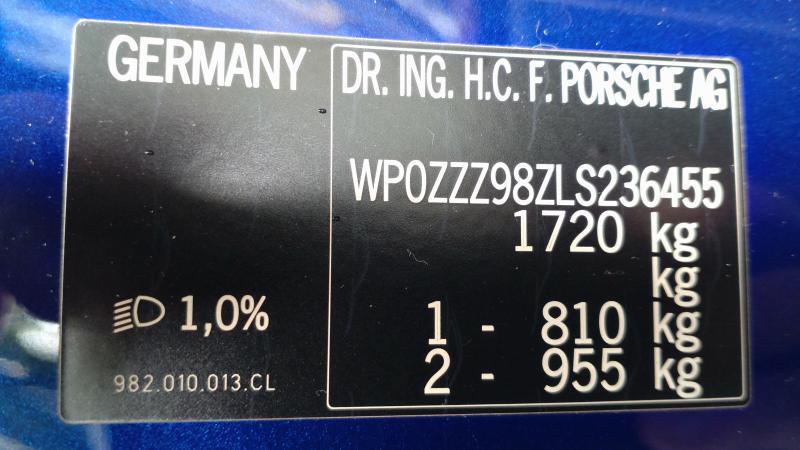 GERMANY
DR. ING. H.C. F. PORSCHE AG
WP0ZZZ98ZLS236455
1720 kg
kg
1 - 810 kg
2 - 955 kg
1,0%
982.010.013.CL